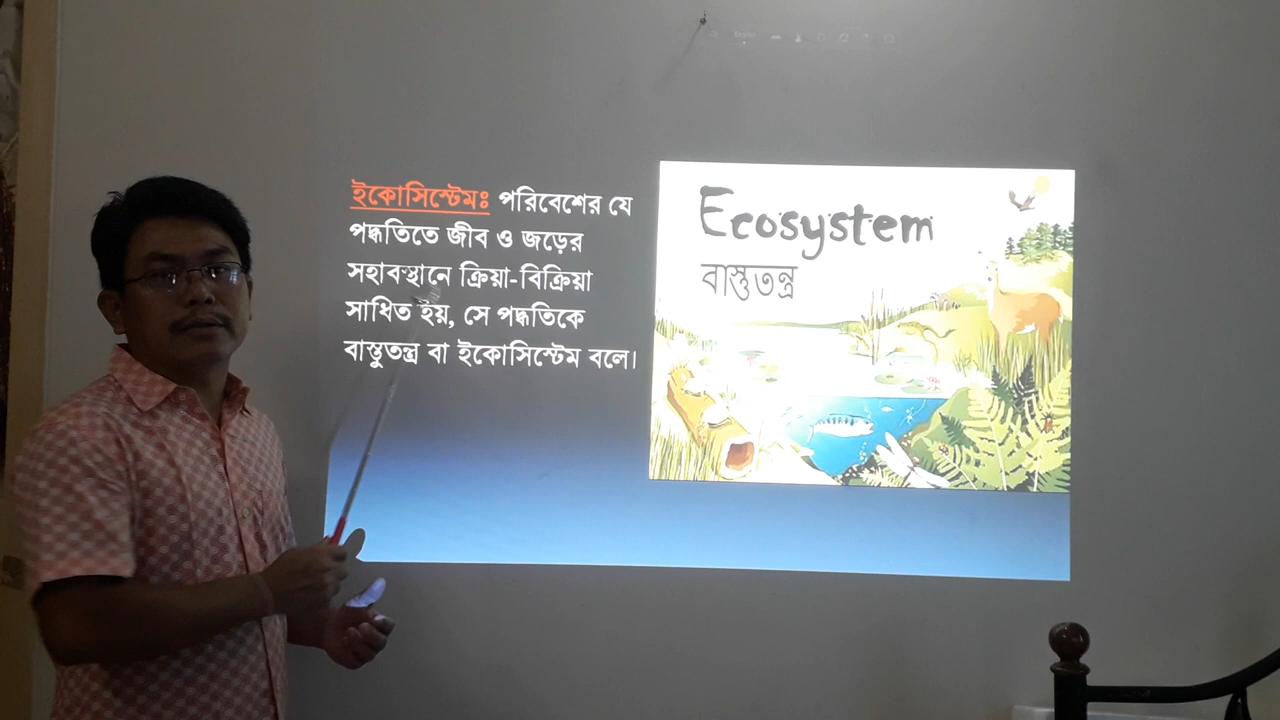 ইকোসিস্টেমঃ পরিবেশের যে
পদ্ধতিতে জীব ও জড়ের
সহাবস্থানে ক্রিয়া-বিক্রিয়া
সাধিত হয়, সে পদ্ধতিকে
বাস্তুতন্ত্র বা ইকোসিস্টেম বলে।
Ecosystem
বাস্তুতন্ত্র